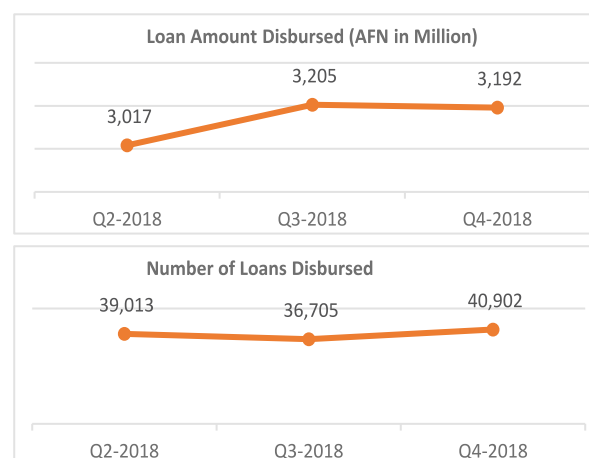 Loan Amount Disbursed (AFN in Million)
3,017
3,205
3,192
Q2-2018 Q3-2018 Q4-2018
Number of Loans Disbursed
39,013
36,705
40,902
Q2-2018 Q3-2018 Q4-2018